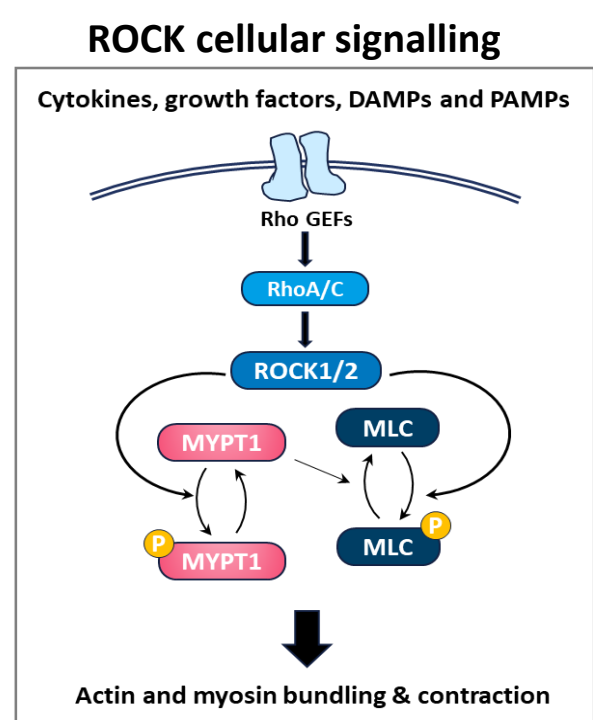 ROCK cellular signalling
Cytokines, growth factors, DAMPs and PAMPs
Rho GEFs
RhoA/C
ROCK1/2
MYPT1
MLC
P
MYPT1
P
MLC
Actin and myosin bundling & contraction